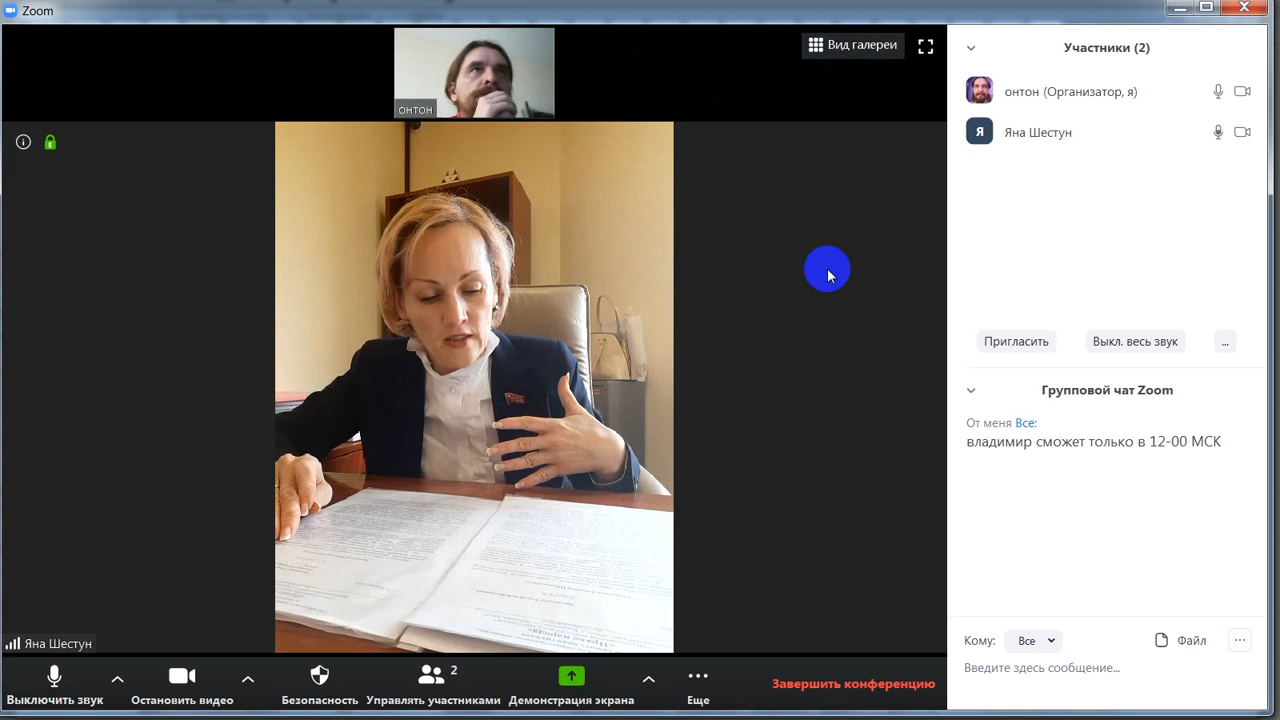 Zoom
Вид галереи
онтон
Участники (2)
онтон (Организатор, я)
Я
Яна Шестун
Пригласить
Выкл. весь звук
...
Групповой чат Zoom
От меня Все:
владимир сможет только в 12-00 МСК
Кому:
Все
Файл
...
Введите здесь сообщение...
Яна Шестун
2
Выключить звук
Остановить видео
Безопасность
Управлять участниками
Демонстрация экрана
Еще
Завершить конференцию